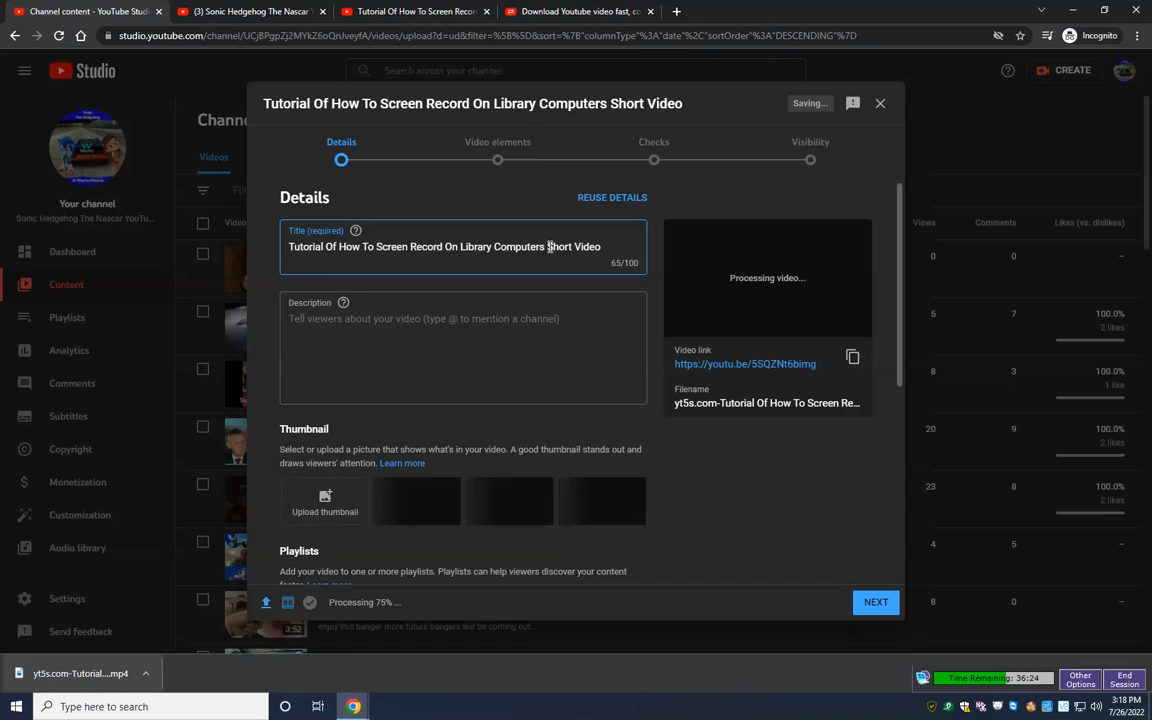 Channel content - YouTube Studi
(3) Sonic Hedgehog The Nascar Y
Tutorial Of How To Screen Record
Download Youtube video fast, co
studio.youtube.com/channel/UCjBPgpZj2MYkZ6oQnJveyfA/videos/upload?d=ud&filter=%5B%5D&sort=%7B"columnType"%3A"date"%2C"sortOrder"%3A"DESCENDING"%7D
Incognito
Studio
Search across your channel
CREATE
Your channel
Sonic Hedgehog The Nascar YouTu...
Dashboard
Content
Playlists
Analytics
Comments
Subtitles
Copyright
Monetization
Customization
Audio library
Settings
Send feedback
Channel
Videos
Filt
Video
Views Comments Likes (vs. dislikes)
0 0 –
5 7 100.0%
2 likes
8 3 100.0%
1 like
20 9 100.0%
2 likes
23 8 100.0%
2 likes
4 5 –
8 0 –
3:52
enjoy this banger more future bangers will be coming out...
Tutorial Of How To Screen Record On Library Computers Short Video
Saving...
Details
Video elements
Checks
Visibility
Details
REUSE DETAILS
Title (required)
Tutorial Of How To Screen Record On Library Computers Short Video
65/100
Description
Tell viewers about your video (type @ to mention a channel)
Processing video...
Video link
https://youtu.be/5SQZNt6bimg
Filename
yt5s.com-Tutorial Of How To Screen Re...
Thumbnail
Select or upload a picture that shows what's in your video. A good thumbnail stands out and
draws viewers' attention. Learn more
Upload thumbnail
Playlists
Add your video to one or more playlists. Playlists can help viewers discover your content
faster. Learn more
Processing 75% ...
NEXT
yt5s.com-Tutorial....mp4
Time Remaining: 36:24
Other
Options
End
Session
Type here to search
3:18 PM
7/26/2022